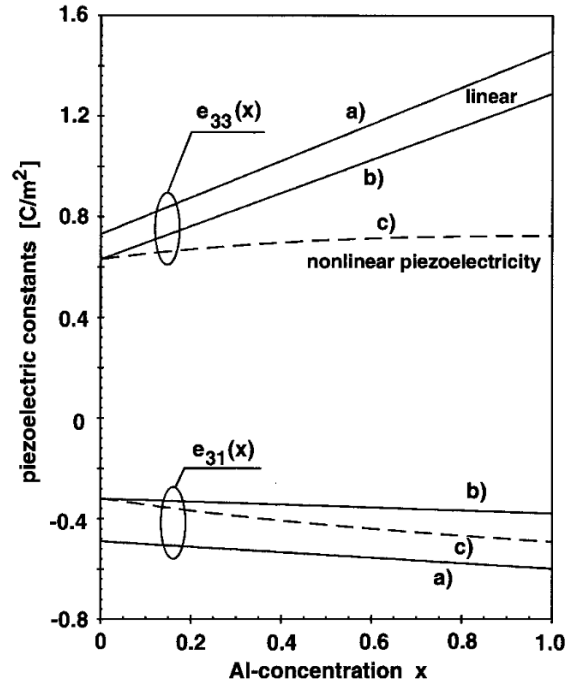 1.6
1.2
0.8
0.4
0
-0.4
-0.8
piezoelectric constants [C/m²]
e₃₃(x)
a)
linear
b)
c)
nonlinear piezoelectricity
e₃₁(x)
b)
c)
a)
0 0.2 0.4 0.6 0.8 1.0
Al-concentration x